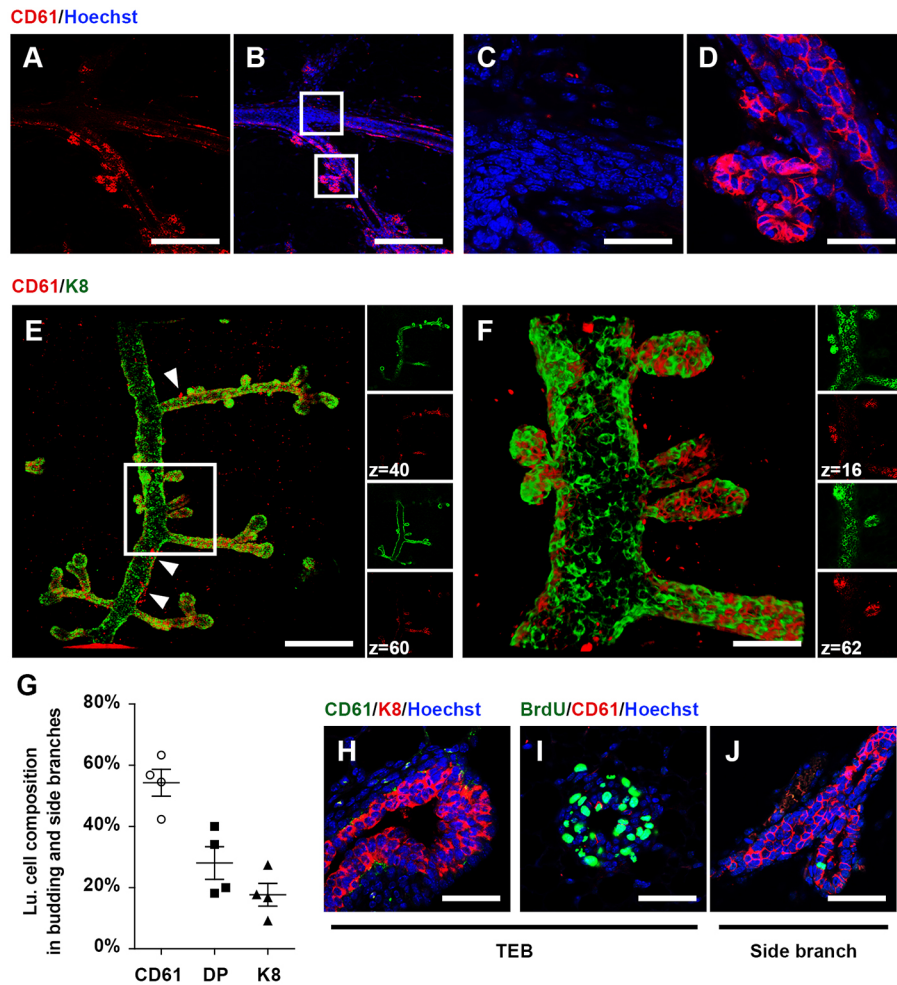 CD61/Hoechst
A
B
C
D
CD61/K8
E
z=40
z=60
F
z=16
z=62
G
80%
60%
40%
20%
0%
Lu. cell composition
in budding and side branches
CD61
DP
K8
CD61/K8/Hoechst
BrdU/CD61/Hoechst
H
I
J
TEB
Side branch